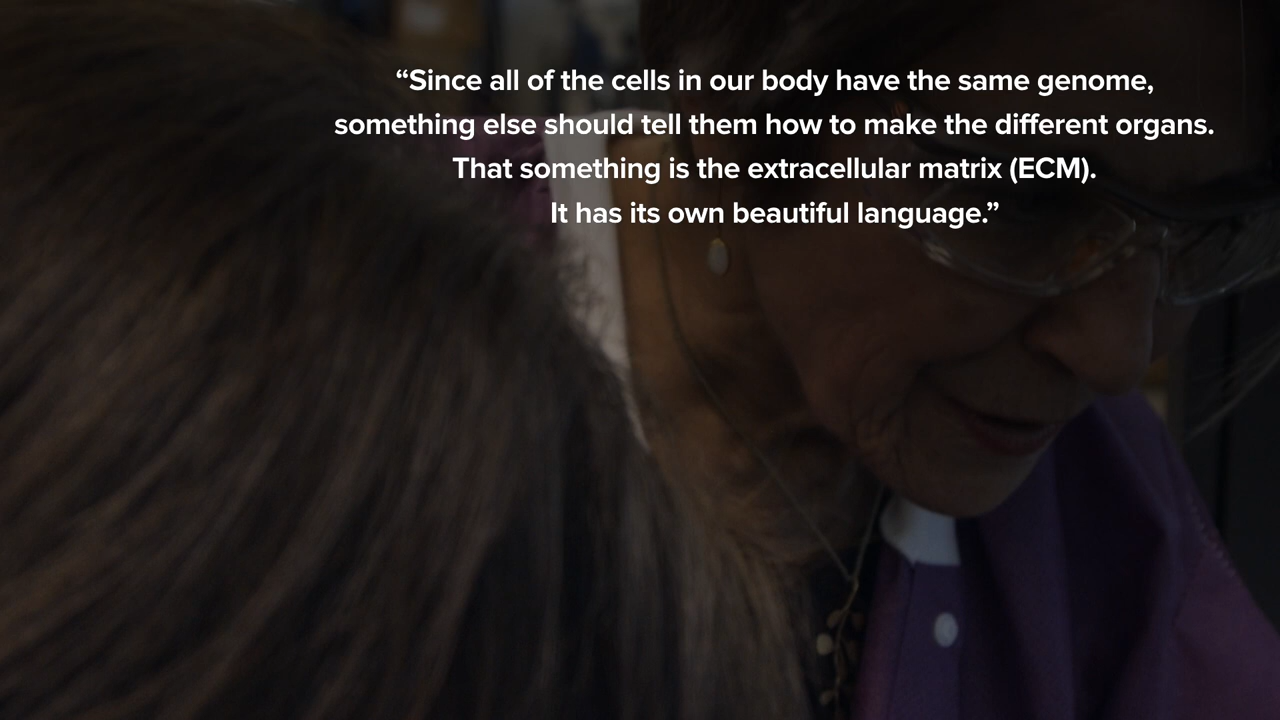 “Since all of the cells in our body have the same genome,
something else should tell them how to make the different organs.
That something is the extracellular matrix (ECM).
It has its own beautiful language.”